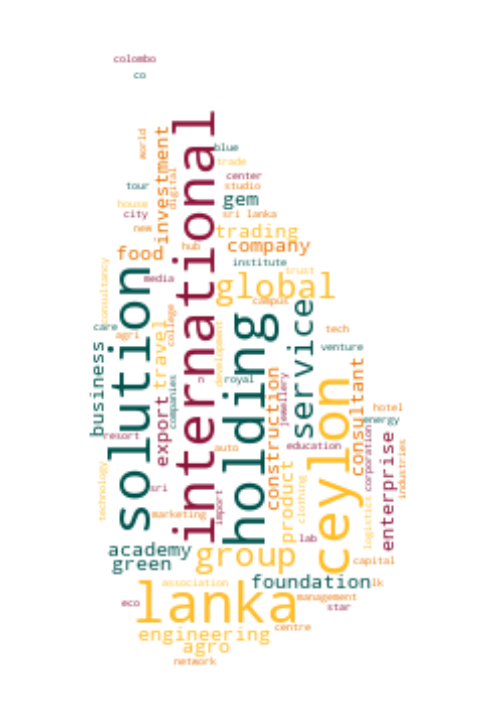 colombo
co
world
international
blue
trade
investment
digital
center
tour
studio
gem
house
city
sri lanka
new
trading
hub
company
food
institute
trust
consultancy
media
global
solution
campus
holding
service
care
agri
college
tech
travel
development
venture
business
companies
n
royal
jewellery
ceylon
consultant
construction
export
hotel
energy
resort
auto
education
corporation
enterprise
industries
technology
product
clothing
sri
import
marketing
logistics
lab
academy
group
green
capital
association
foundation
lk
lanka
management
eco
star
engineering
centre
agro
network